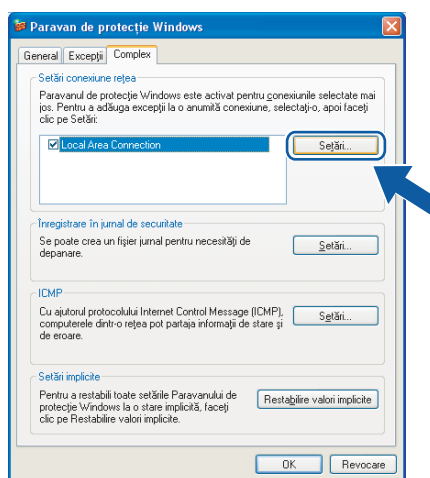 Paravan de protecție Windows
General Excepții Complex
Setări conexiune rețea
Paravanul de protecție Windows este activat pentru conexiunile selectate mai
jos. Pentru a adăuga excepții la o anumită conexiune, selectați-o, apoi faceți
clic pe Setări:
Local Area Connection
Setări...
Înregistrare în jurnal de securitate
Se poate crea un fișier jurnal pentru necesități de
depanare.
Setări...
ICMP
Cu ajutorul protocolului Internet Control Message (ICMP),
computerele dintr-o rețea pot partaja informații de stare și
de eroare.
Setări...
Setări implicite
Pentru a restabili toate setările Paravanului de
protecție Windows la o stare implicită, faceți
clic pe Restabilire valori implicite.
Restabilire valori implicite
OK Revocare